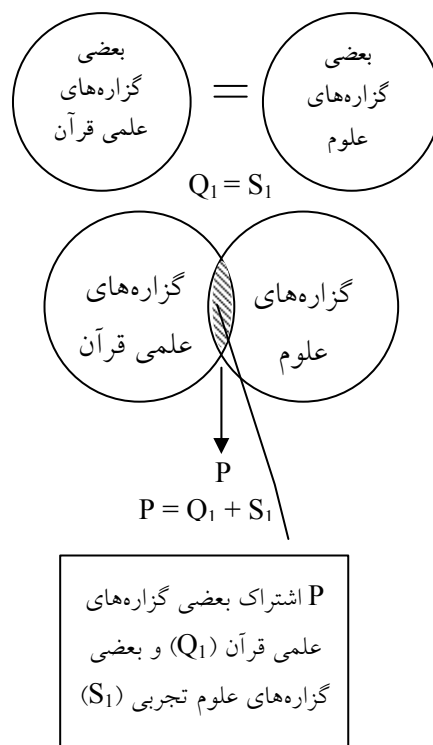 بعضی
گزاره‌های
علوم
=
بعضی
گزاره‌های
علمی قرآن
Q₁ = S₁
گزاره‌های
علوم
گزاره‌های
علمی قرآن
P
P = Q₁ + S₁
P اشتراک بعضی گزاره‌های
علمی قرآن (Q₁) و بعضی
گزاره‌های علوم تجربی (S₁)